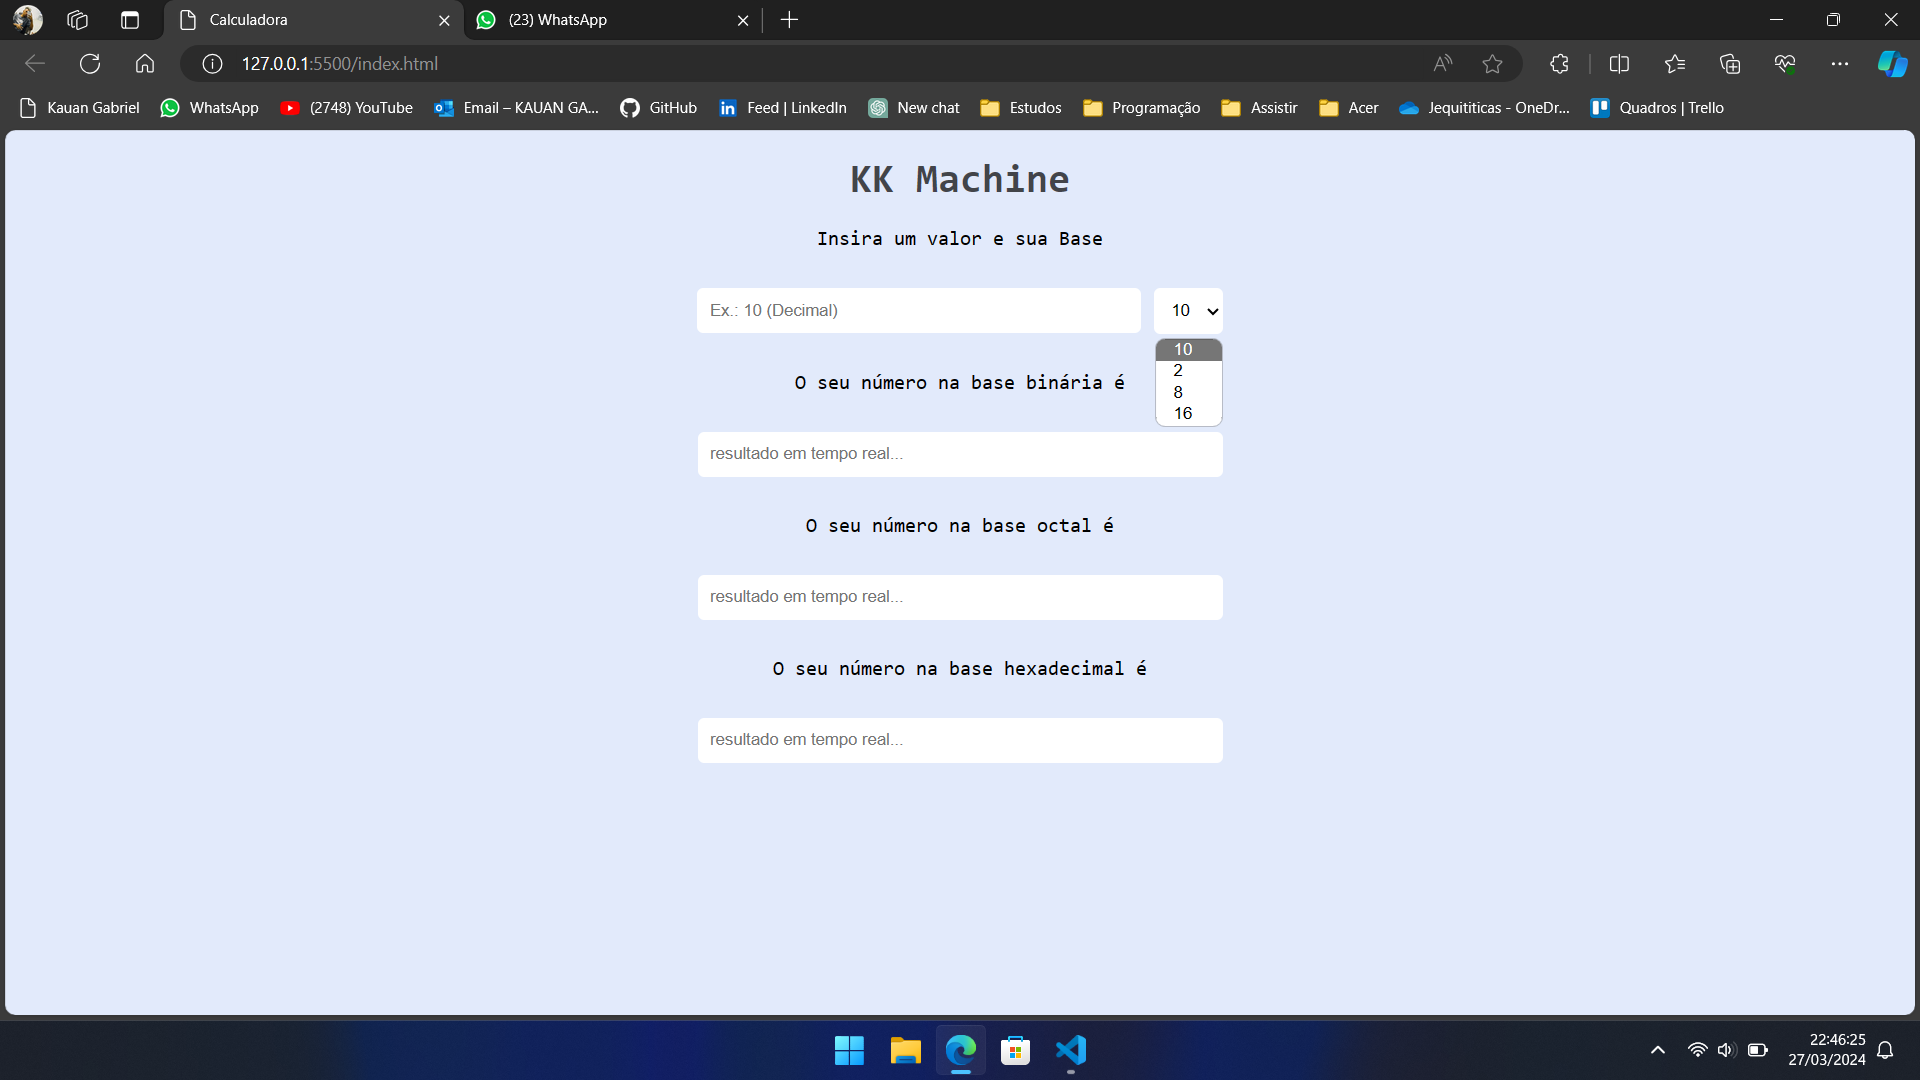 Calculadora
(23) WhatsApp
127.0.0.1:5500/index.html
Kauan Gabriel
WhatsApp
(2748) YouTube
Email – KAUAN GA...
GitHub
Feed | LinkedIn
New chat
Estudos
Programação
Assistir
Acer
Jequititicas - OneDr...
Quadros | Trello
KK Machine
Insira um valor e sua Base
Ex.: 10 (Decimal)
10
10
2
8
16
O seu número na base binária é
resultado em tempo real...
O seu número na base octal é
resultado em tempo real...
O seu número na base hexadecimal é
resultado em tempo real...
22:46:25
27/03/2024